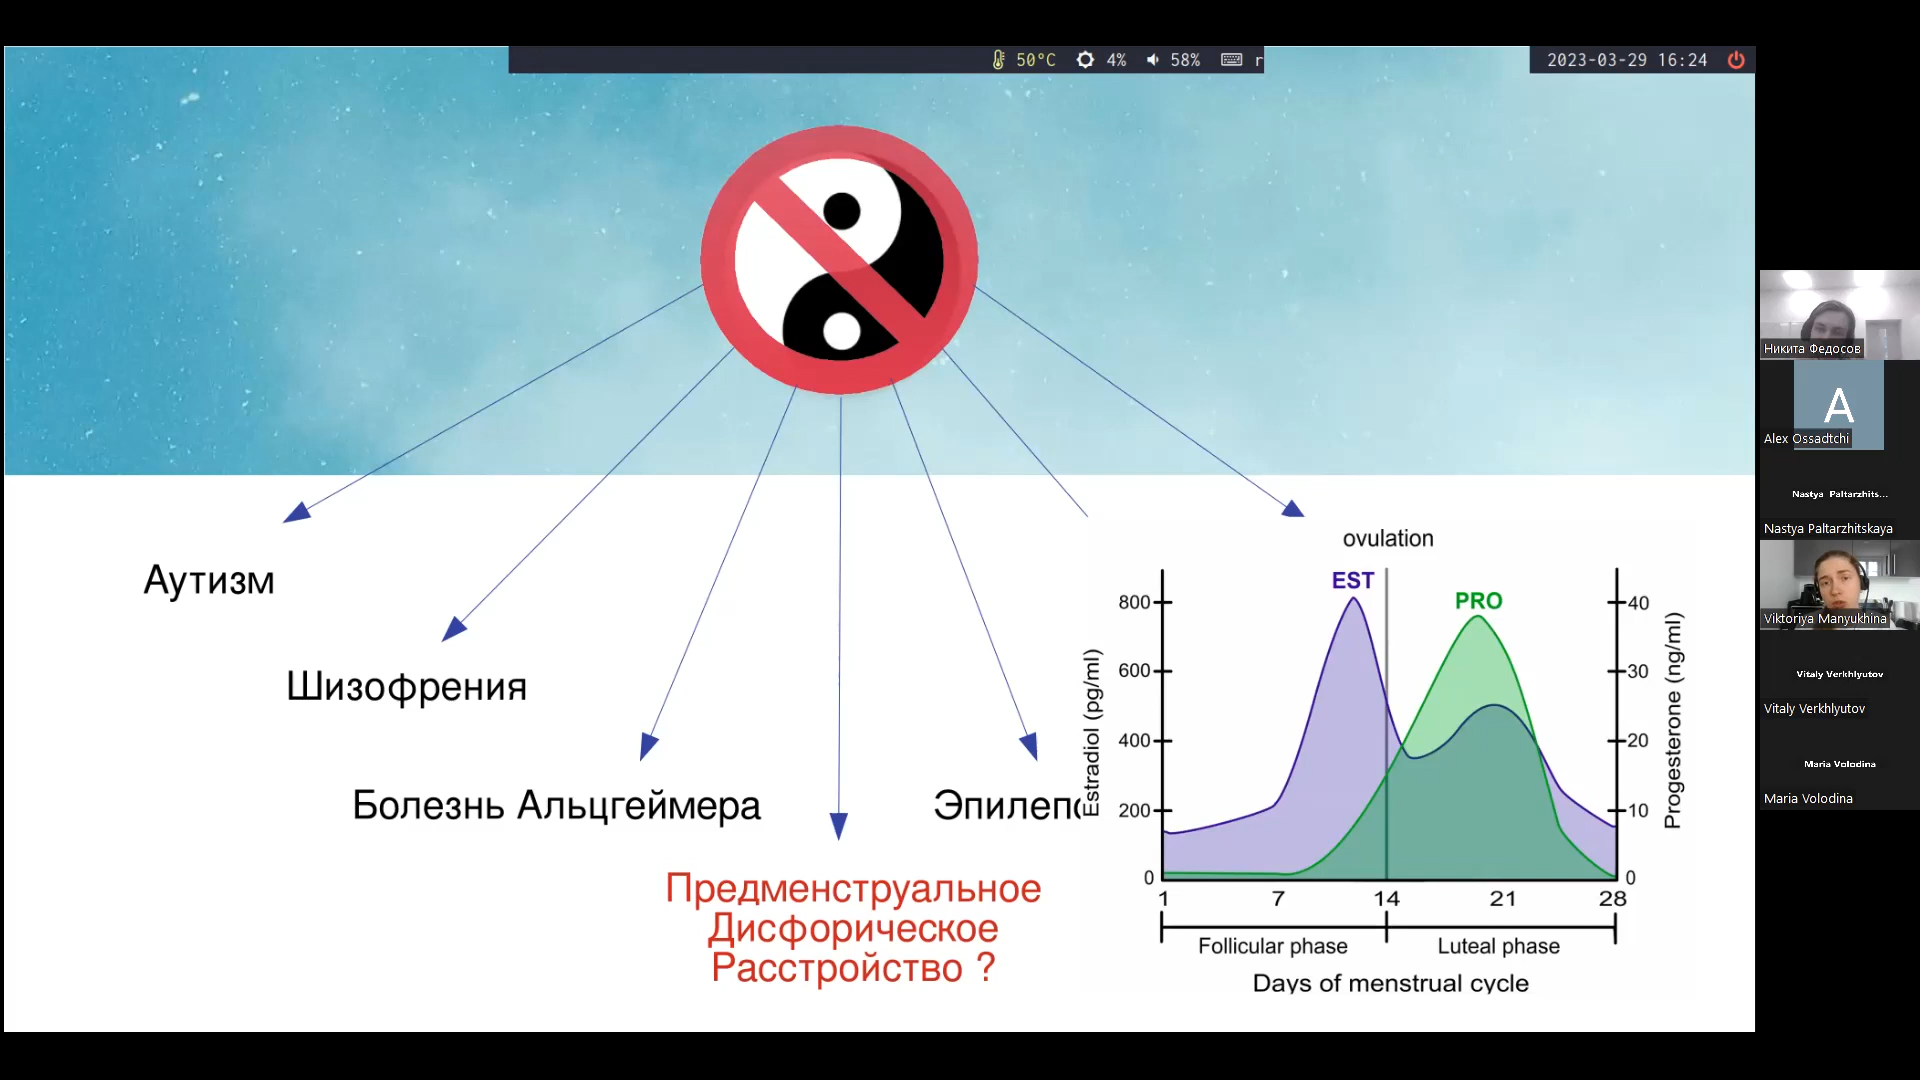 50°C 4% 58% r
2023-03-29 16:24
Аутизм
Шизофрения
Болезнь Альцгеймера
Эпилепс
Предменструальное
Дисфорическое
Расстройство ?
ovulation
EST
PRO
Estradiol (pg/ml)
800
600
400
200
0
Progesterone (ng/ml)
40
30
20
10
0
1 7 14 21 28
Follicular phase Luteal phase
Days of menstrual cycle
Никита Федосов
A
Alex Ossadtchi
Nastya Paltarzhits...
Nastya Paltarzhitskaya
Viktoriya Manyukhina
Vitaly Verkhlyutov
Vitaly Verkhlyutov
Maria Volodina
Maria Volodina